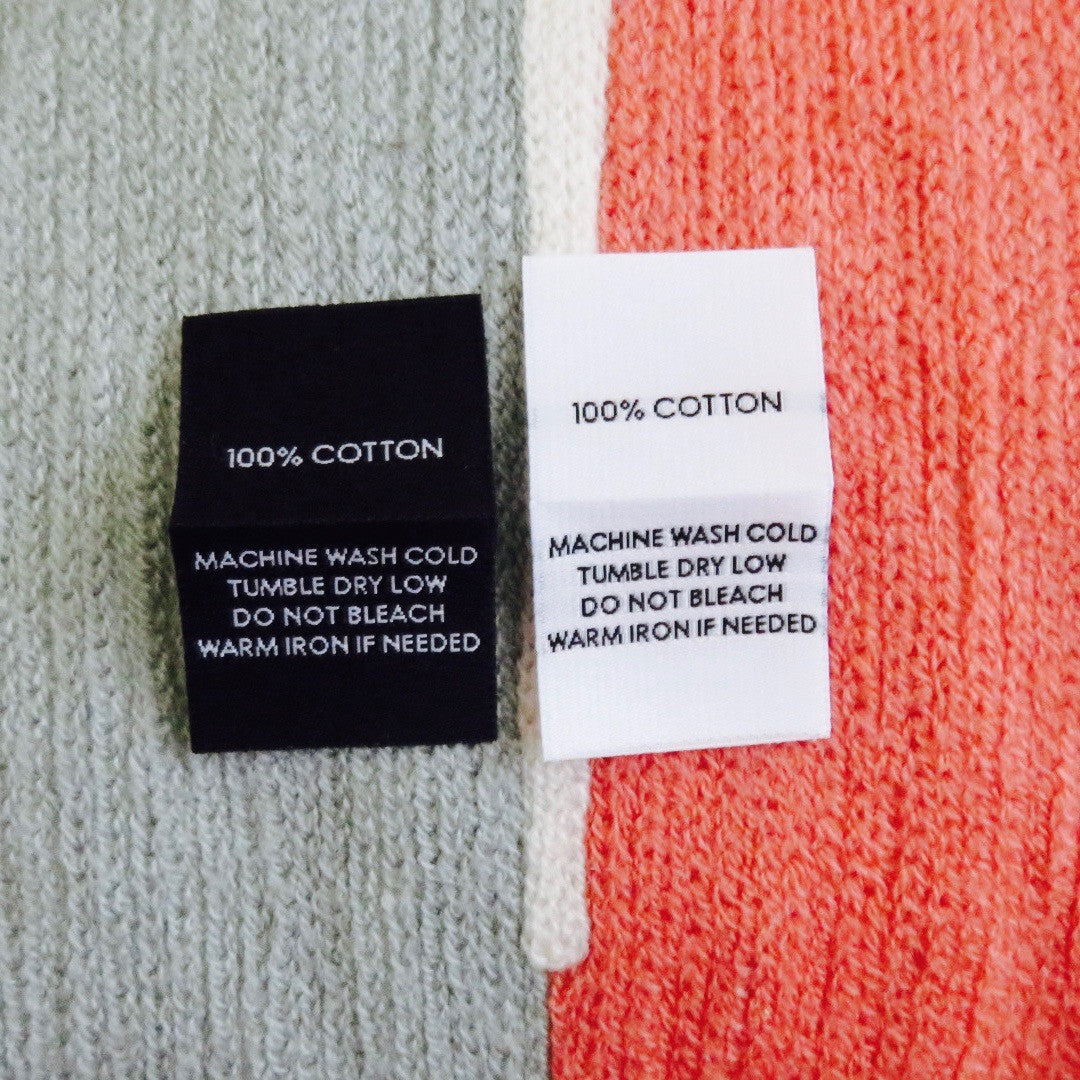 100% COTTON
MACHINE WASH COLD
TUMBLE DRY LOW
DO NOT BLEACH
WARM IRON IF NEEDED
100% COTTON
MACHINE WASH COLD
TUMBLE DRY LOW
DO NOT BLEACH
WARM IRON IF NEEDED